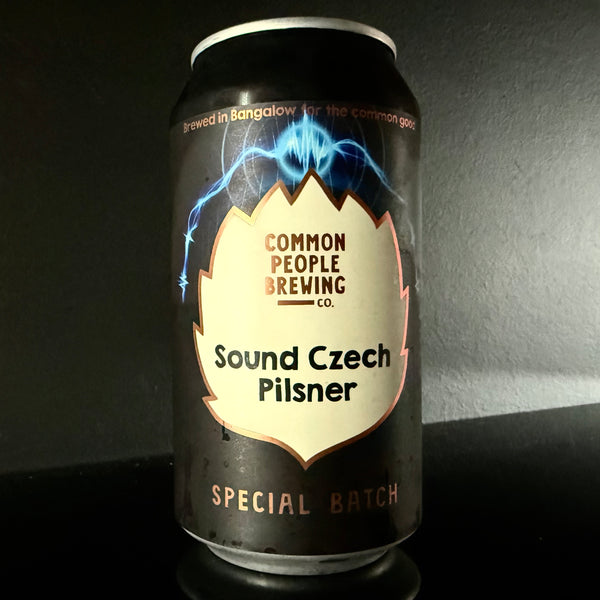 Brewed in Bangalow for the common good
COMMON
PEOPLE
BREWING
CO.
Sound Czech
Pilsner
SPECIAL BATCH